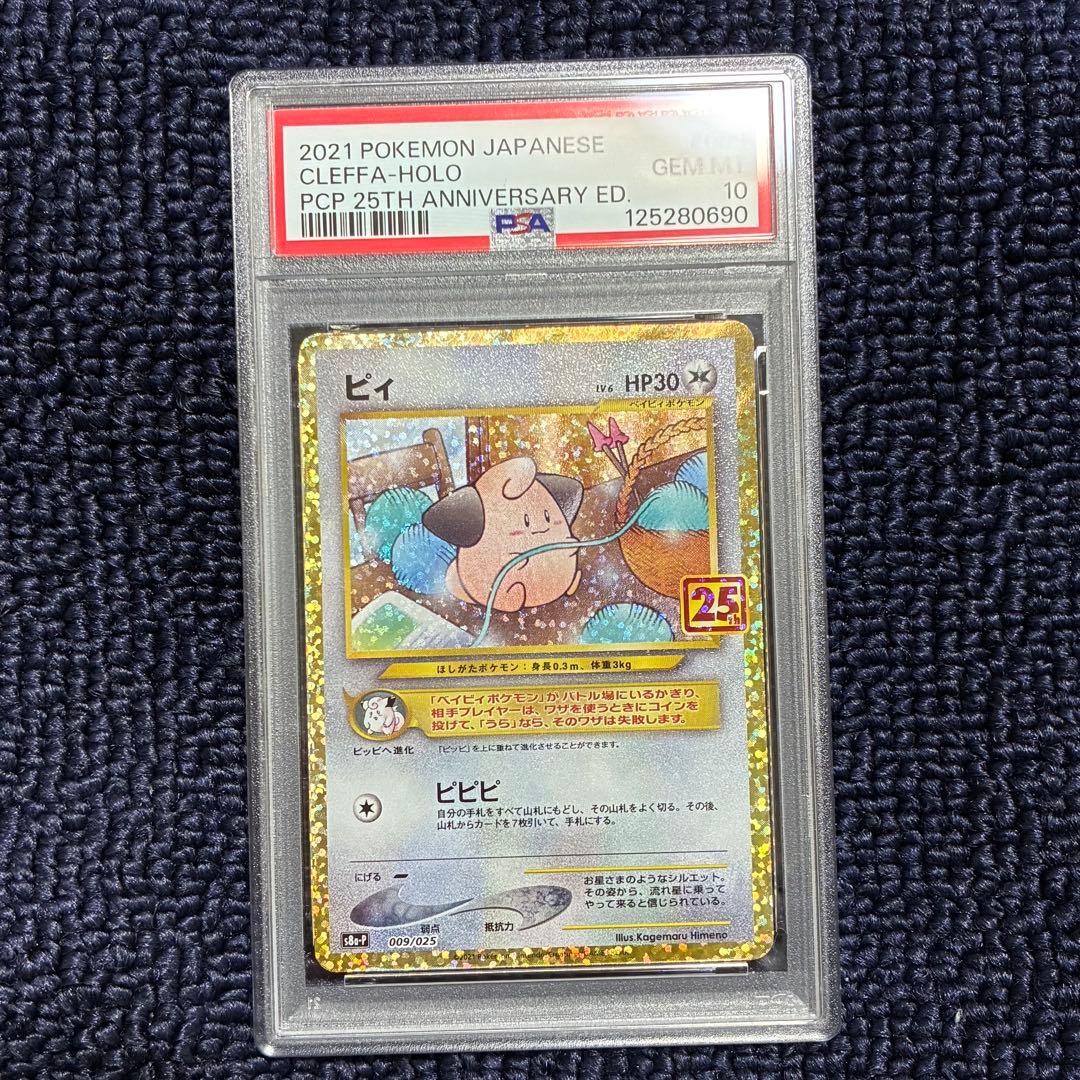 2021 POKEMON JAPANESE
CLEFFA-HOLO
GEM MT
PCP 25TH ANNIVERSARY ED.
10
PSA
125280690
ピィ
LV6 HP30
ベイビィポケモン
25th
ほしがたポケモン:身長0.3m、体重3kg
「ベイビィポケモン」が、バトル場にいるかぎり、
相手プレイヤーは、ワザを使うときにコインを
投げて、「うら」なら、そのワザは失敗します。
ピッピへ進化
「ピッピ」を上に重ねて進化させることができます。
ピピピ
自分の手札をすべて山札にもどし、その山札をよく切る。その後、
山札からカードを7枚引いて、手札にする。
にげる
お星さまのようなシルエット。
その姿から、流れ星に乗って
やって来ると信じられている。
弱点
抵抗力
s8a-P
009/025
Illus.Kagemaru Himeno